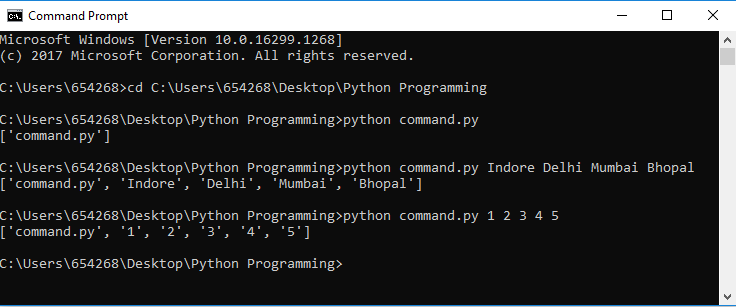 Command Prompt
Microsoft Windows [Version 10.0.16299.1268]
(c) 2017 Microsoft Corporation. All rights reserved.
C:\Users\654268>cd C:\Users\654268\Desktop\Python Programming
C:\Users\654268\Desktop\Python Programming>python command.py
['command.py']
C:\Users\654268\Desktop\Python Programming>python command.py Indore Delhi Mumbai Bhopal
['command.py', 'Indore', 'Delhi', 'Mumbai', 'Bhopal']
C:\Users\654268\Desktop\Python Programming>python command.py 1 2 3 4 5
['command.py', '1', '2', '3', '4', '5']
C:\Users\654268\Desktop\Python Programming>